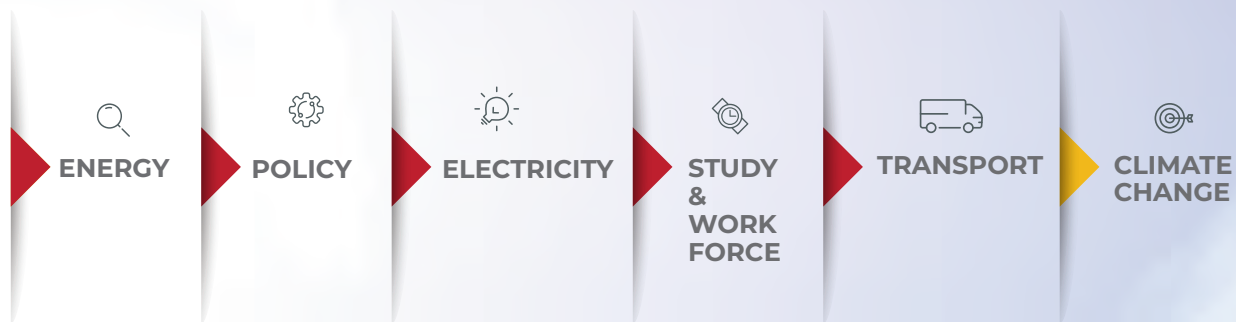 ENERGY
POLICY
ELECTRICITY
STUDY
&
WORK
FORCE
TRANSPORT
CLIMATE
CHANGE